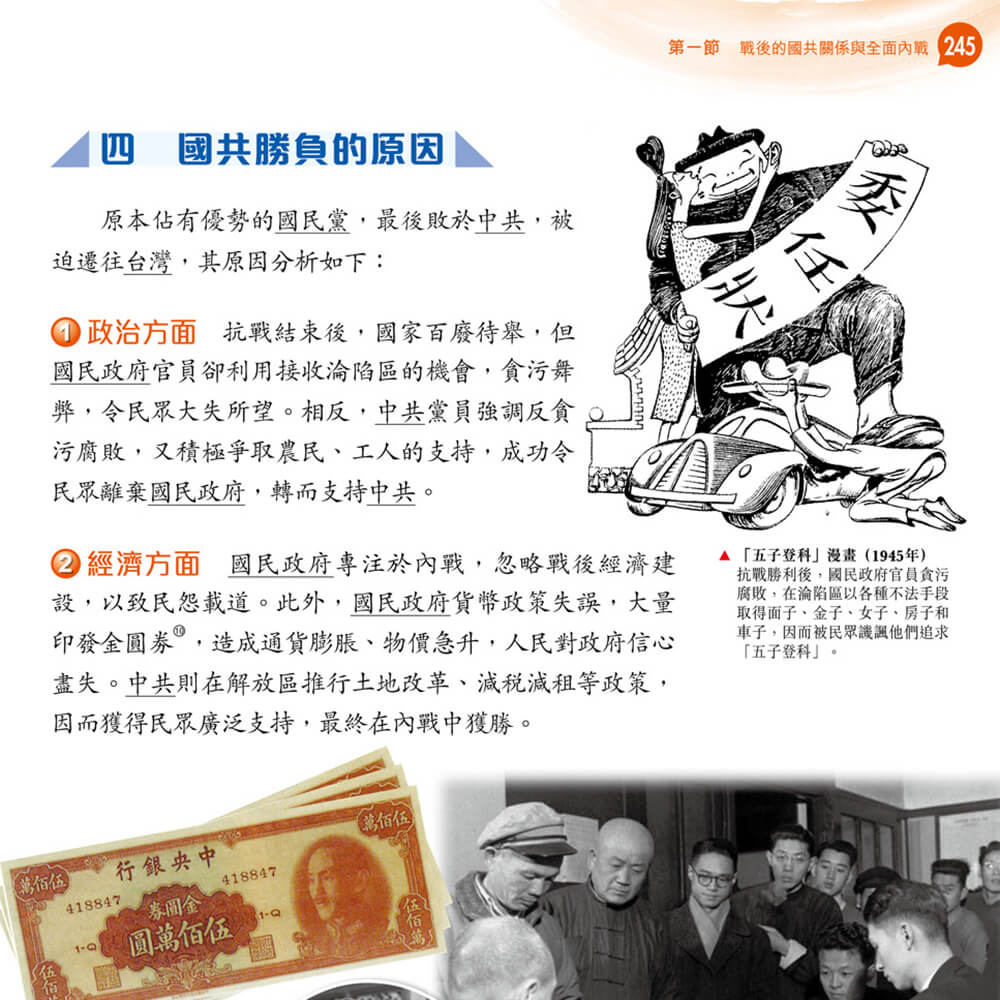 第一節 戰後的國共關係與全面內戰 245
四 國共勝負的原因
原本佔有優勢的國民黨，最後敗於中共，被
迫遷往台灣，其原因分析如下：
1 政治方面 抗戰結束後，國家百廢待舉，但
國民政府官員卻利用接收淪陷區的機會，貪污舞
弊，令民眾大失所望。相反，中共黨員強調反貪
污腐敗，又積極爭取農民、工人的支持，成功令
民眾離棄國民政府，轉而支持中共。
委任狀
2 經濟方面 國民政府專注於內戰，忽略戰後經濟建
設，以致民怨載道。此外，國民政府貨幣政策失誤，大量
印發金圓券⑩，造成通貨膨脹、物價急升，人民對政府信心
盡失。中共則在解放區推行土地改革、減稅減租等政策，
因而獲得民眾廣泛支持，最終在內戰中獲勝。
▲「五子登科」漫畫（1945年）
抗戰勝利後，國民政府官員貪污
腐敗，在淪陷區以各種不法手段
取得面子、金子、女子、房子和
車子，因而被民眾譏諷他們追求
「五子登科」。
伍佰萬
行銀央中
萬佰伍
418847
418847
金圓券
1-Q
1-Q
圓萬佰伍
伍佰萬
伍佰